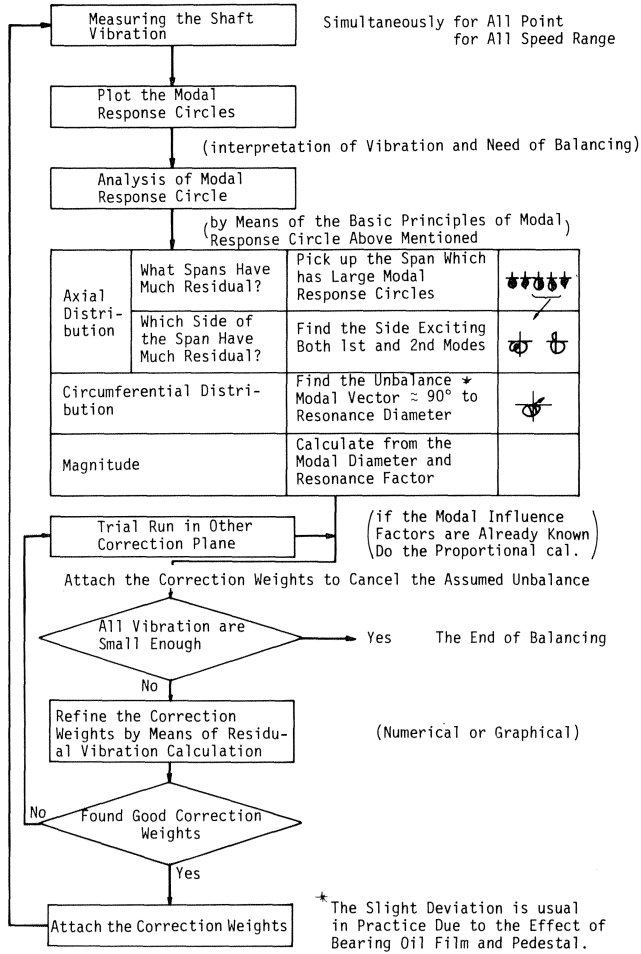 Measuring the Shaft
Vibration
Simultaneously for All Point
for All Speed Range
Plot the Modal
Response Circles
(interpretation of Vibration and Need of Balancing)
Analysis of Modal
Response Circle
(by Means of the Basic Principles of Modal
Response Circle Above Mentioned)
Axial
Distri-
bution
What Spans Have
Much Residual?
Pick up the Span Which
has Large Modal
Response Circles
Which Side of
the Span Have
Much Residual?
Find the Side Exciting
Both 1st and 2nd Modes
Circumferential Distri-
bution
Find the Unbalance *
Modal Vector ≈ 90° to
Resonance Diameter
Magnitude
Calculate from the
Modal Diameter and
Resonance Factor
Trial Run in Other
Correction Plane
(if the Modal Influence
Factors are Already Known
Do the Proportional cal.)
Attach the Correction Weights to Cancel the Assumed Unbalance
All Vibration are
Small Enough
Yes The End of Balancing
No
Refine the Correction
Weights by Means of Residu-
al Vibration Calculation
(Numerical or Graphical)
No
Found Good Correction
Weights
Yes
Attach the Correction Weights
* The Slight Deviation is usual
in Practice Due to the Effect of
Bearing Oil Film and Pedestal.